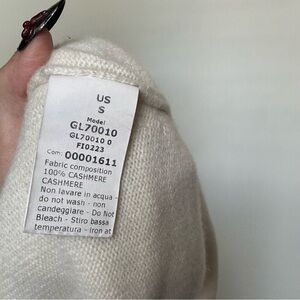 US
S
Model
GL70010
GL70010 0
FI0223
Com: 00001611
Fabric composition
100% CASHMERE
CASHMERE
Non lavare in acqua -
do not wash - non
candeggiare - Do Not
Bleach - Stiro bassa
temperatura - Iron at